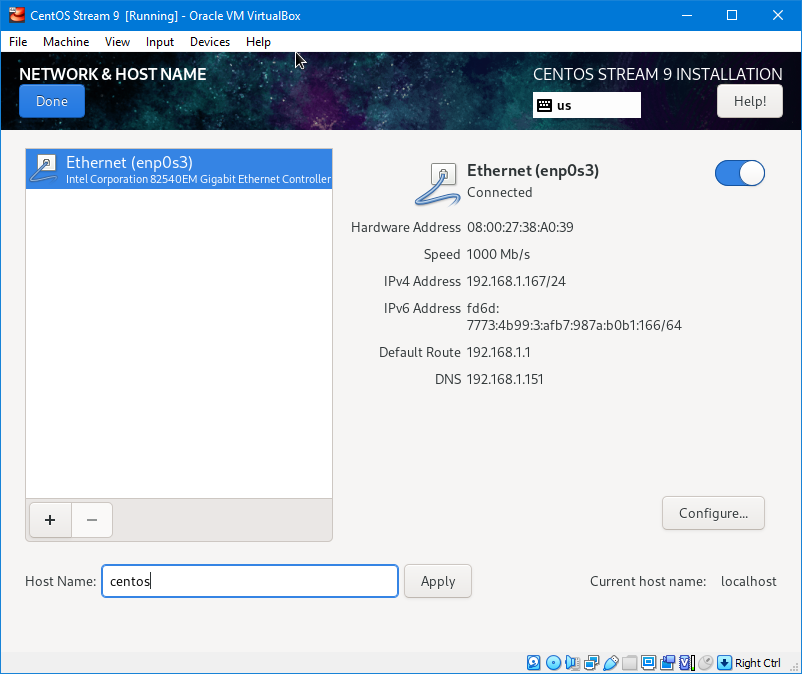 CentOS Stream 9 [Running] - Oracle VM VirtualBox
File Machine View Input Devices Help
NETWORK & HOST NAME
CENTOS STREAM 9 INSTALLATION
Done
us
Help!
Ethernet (enp0s3)
Intel Corporation 82540EM Gigabit Ethernet Controller
Ethernet (enp0s3)
Connected
Hardware Address 08:00:27:38:A0:39
Speed 1000 Mb/s
IPv4 Address 192.168.1.167/24
IPv6 Address fd6d:
7773:4b99:3:afb7:987a:b0b1:166/64
Default Route 192.168.1.1
DNS 192.168.1.151
+ −
Configure...
Host Name: centos Apply Current host name: localhost
Right Ctrl